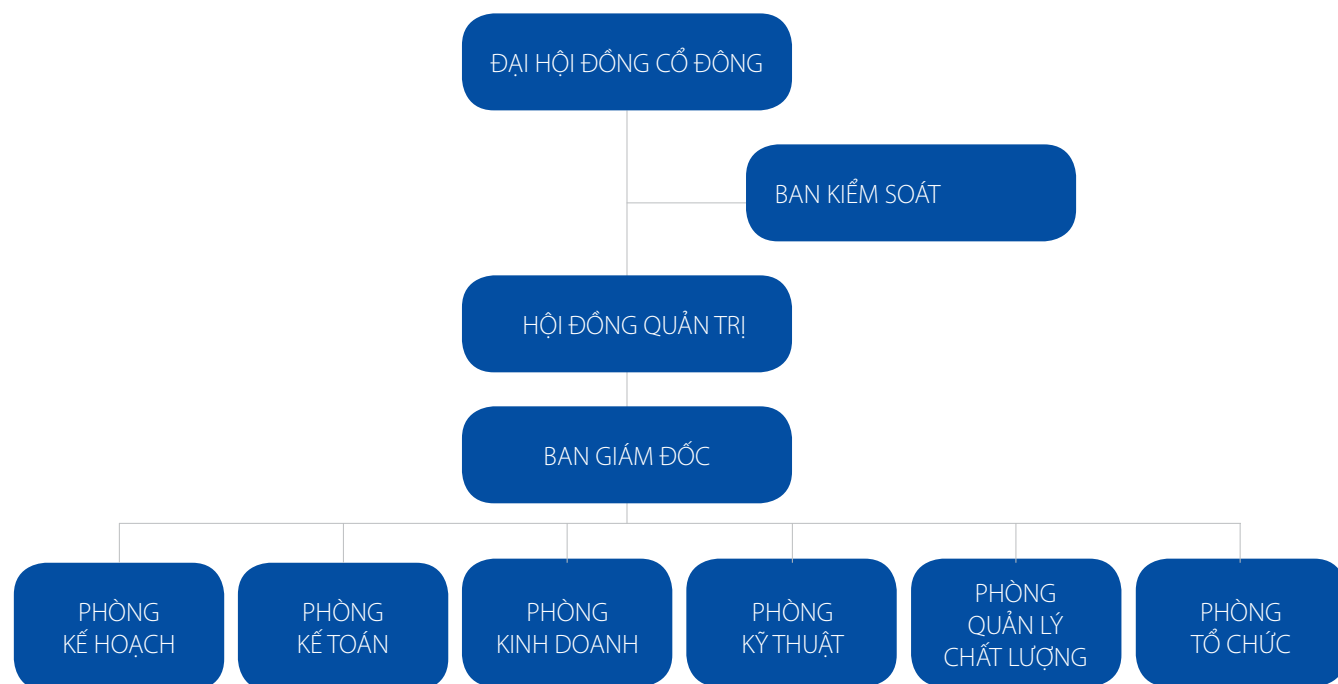 ĐẠI HỘI ĐỒNG CỔ ĐÔNG
BAN KIỂM SOÁT
HỘI ĐỒNG QUẢN TRỊ
BAN GIÁM ĐỐC
PHÒNG
KẾ HOẠCH
PHÒNG
KẾ TOÁN
PHÒNG
KINH DOANH
PHÒNG
KỸ THUẬT
PHÒNG
QUẢN LÝ
CHẤT LƯỢNG
PHÒNG
TỔ CHỨC